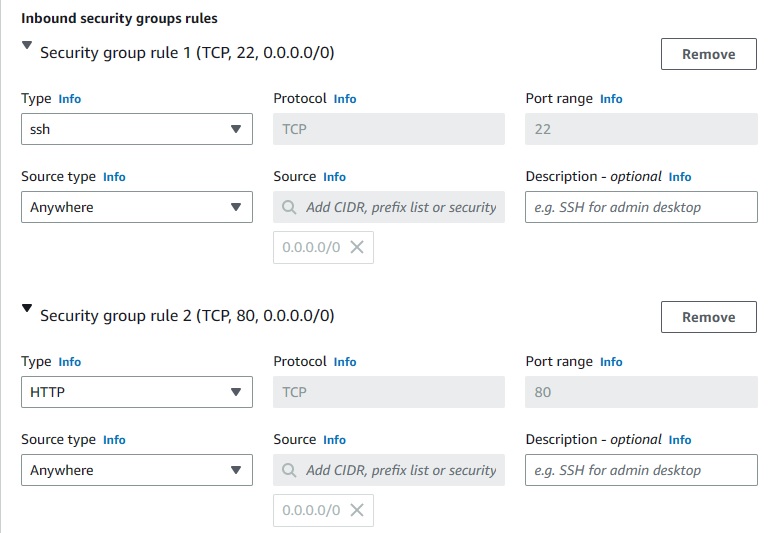 Inbound security groups rules
Security group rule 1 (TCP, 22, 0.0.0.0/0)
Remove
Type Info
Protocol Info
Port range Info
ssh
TCP
22
Source type Info
Source Info
Description - optional Info
Anywhere
Add CIDR, prefix list or security
e.g. SSH for admin desktop
0.0.0.0/0
Security group rule 2 (TCP, 80, 0.0.0.0/0)
Remove
Type Info
Protocol Info
Port range Info
HTTP
TCP
80
Source type Info
Source Info
Description - optional Info
Anywhere
Add CIDR, prefix list or security
e.g. SSH for admin desktop
0.0.0.0/0